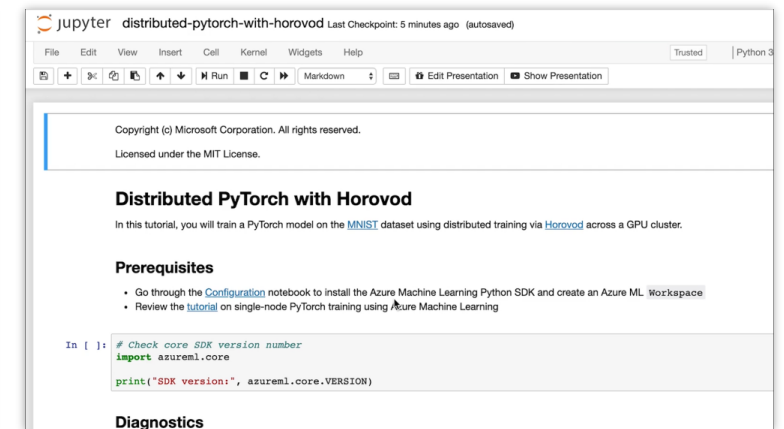 jupyter distributed-pytorch-with-horovod Last Checkpoint: 5 minutes ago (autosaved)
File Edit View Insert Cell Kernel Widgets Help Trusted Python 3
Run Markdown Edit Presentation Show Presentation
Copyright (c) Microsoft Corporation. All rights reserved.
Licensed under the MIT License.
Distributed PyTorch with Horovod
In this tutorial, you will train a PyTorch model on the MNIST dataset using distributed training via Horovod across a GPU cluster.
Prerequisites
• Go through the Configuration notebook to install the Azure Machine Learning Python SDK and create an Azure ML Workspace
• Review the tutorial on single-node PyTorch training using Azure Machine Learning
In [ ]: # Check core SDK version number
import azureml.core
print("SDK version:", azureml.core.VERSION)
Diagnostics